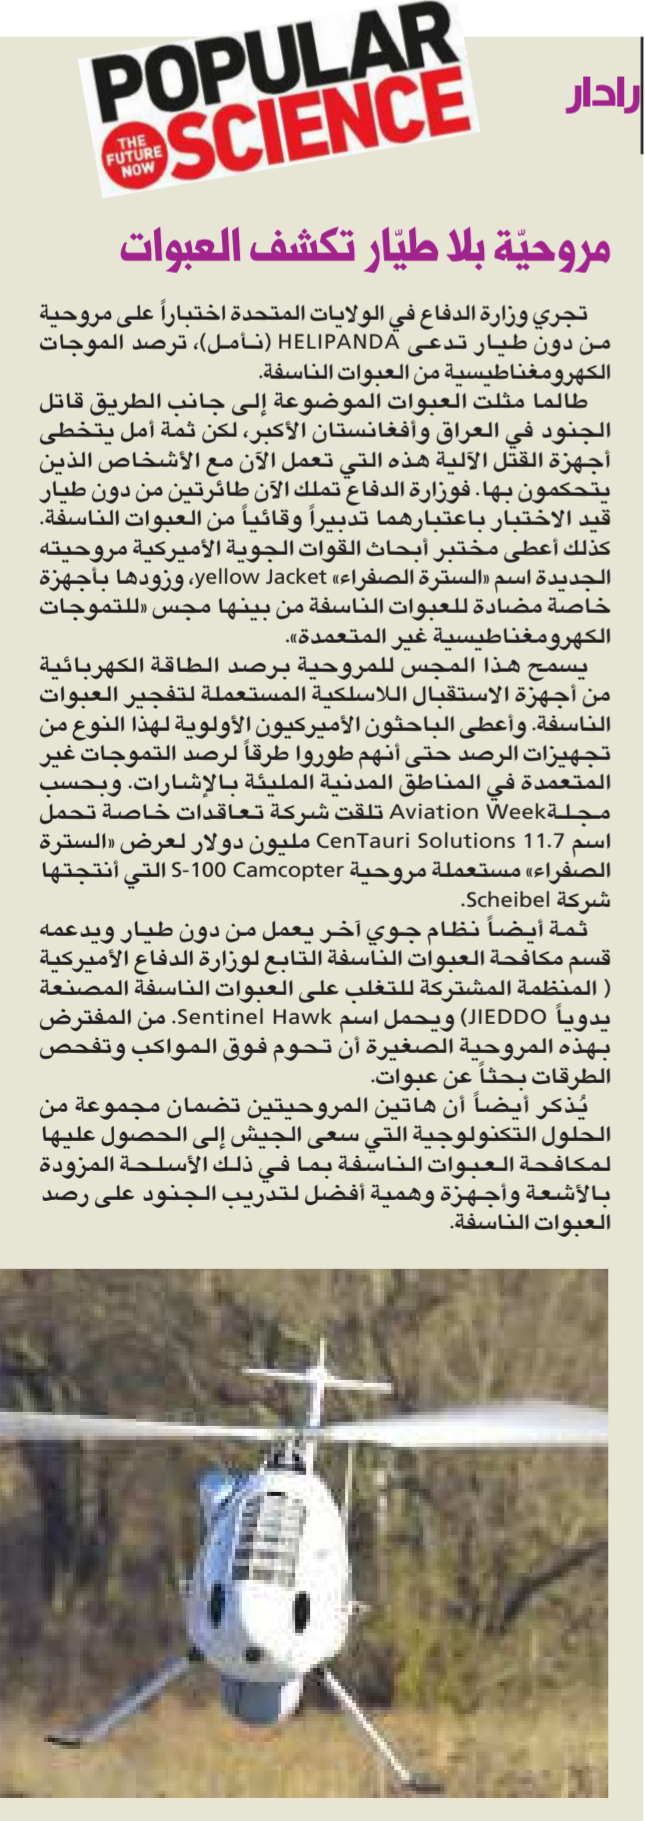 POPULAR
SCIENCE
THE
FUTURE
NOW
رادار
مروحيّة بلا طيّار تكشف العبوات
تجري وزارة الدفاع في الولايات المتحدة اختباراً على مروحية
من دون طيار تدعى HELIPANDA (نأمل)، ترصد الموجات
الكهرومغناطيسية من العبوات الناسفة.
طالما مثلت العبوات الموضوعة إلى جانب الطريق قاتل
الجنود في العراق وأفغانستان الأكبر، لكن ثمة أمل يتخطى
أجهزة القتل الآلية هذه التي تعمل الآن مع الأشخاص الذين
يتحكمون بها. فوزارة الدفاع تملك الآن طائرتين من دون طيار
قيد الاختبار باعتبارهما تدبيراً وقائياً من العبوات الناسفة.
كذلك أعطى مختبر أبحاث القوات الجوية الأميركية مروحيته
الجديدة اسم «السترة الصفراء» yellow Jacket، وزودها بأجهزة
خاصة مضادة للعبوات الناسفة من بينها مجس «للتموجات
الكهرومغناطيسية غير المتعمدة».
يسمح هذا المجس للمروحية برصد الطاقة الكهربائية
من أجهزة الاستقبال اللاسلكية المستعملة لتفجير العبوات
الناسفة. وأعطى الباحثون الأميركيون الأولوية لهذا النوع من
تجهيزات الرصد حتى أنهم طوروا طرقاً لرصد التموجات غير
المتعمدة في المناطق المدنية المليئة بالإشارات. وبحسب
مجلةAviation Week تلقت شركة تعاقدات خاصة تحمل
اسم CenTauri Solutions 11.7 مليون دولار لعرض «السترة
الصفراء» مستعملة مروحية S-100 Camcopter التي أنتجتها
شركة Scheibel.
ثمة أيضاً نظام جوي آخر يعمل من دون طيار ويدعمه
قسم مكافحة العبوات الناسفة التابع لوزارة الدفاع الأميركية
( المنظمة المشتركة للتغلب على العبوات الناسفة المصنعة
يدوياً JIEDDO) ويحمل اسم Sentinel Hawk. من المفترض
بهذه المروحية الصغيرة أن تحوم فوق المواكب وتفحص
الطرقات بحثاً عن عبوات.
يُذكر أيضاً أن هاتين المروحيتين تضمان مجموعة من
الحلول التكنولوجية التي سعى الجيش إلى الحصول عليها
لمكافحة العبوات الناسفة بما في ذلك الأسلحة المزودة
بالأشعة وأجهزة وهمية أفضل لتدريب الجنود على رصد
العبوات الناسفة.